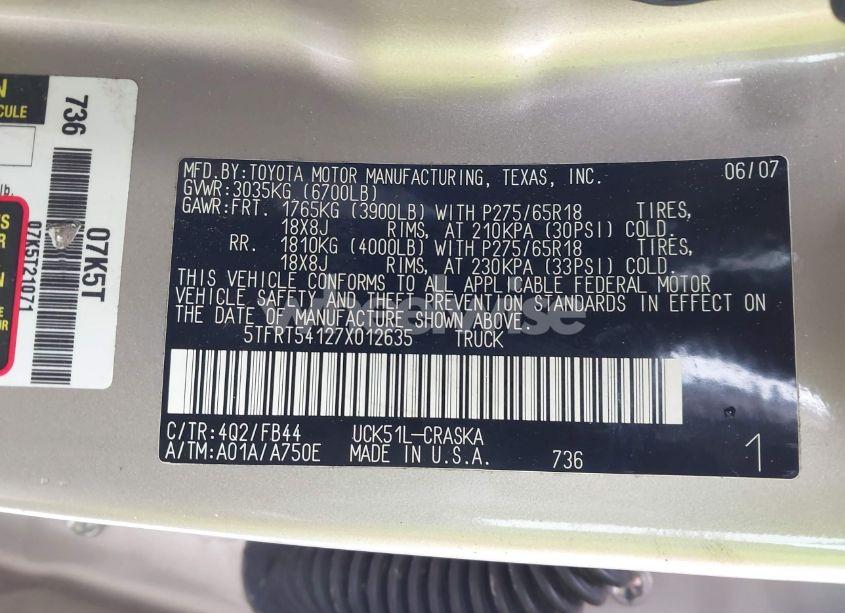 MFD.BY:TOYOTA MOTOR MANUFACTURING, TEXAS, INC. 06/07
GVWR:3035KG (6700LB)
GAWR:FRT. 1765KG (3900LB) WITH P275/65R18 TIRES,
18X8J RIMS, AT 210KPA (30PSI) COLD.
RR. 1810KG (4000LB) WITH P275/65R18 TIRES,
18X8J RIMS, AT 230KPA (33PSI) COLD.
THIS VEHICLE CONFORMS TO ALL APPLICABLE FEDERAL MOTOR
VEHICLE SAFETY AND THEFT PREVENTION STANDARDS IN EFFECT ON
THE DATE OF MANUFACTURE SHOWN ABOVE.
5TFRT54127X012635 TRUCK
C/TR:4Q2/FB44 UCK51L-CRASKA
A/TM:A01A/A750E MADE IN U.S.A. 736
1
736
07K5T
07K5T21071
CULE
lb.